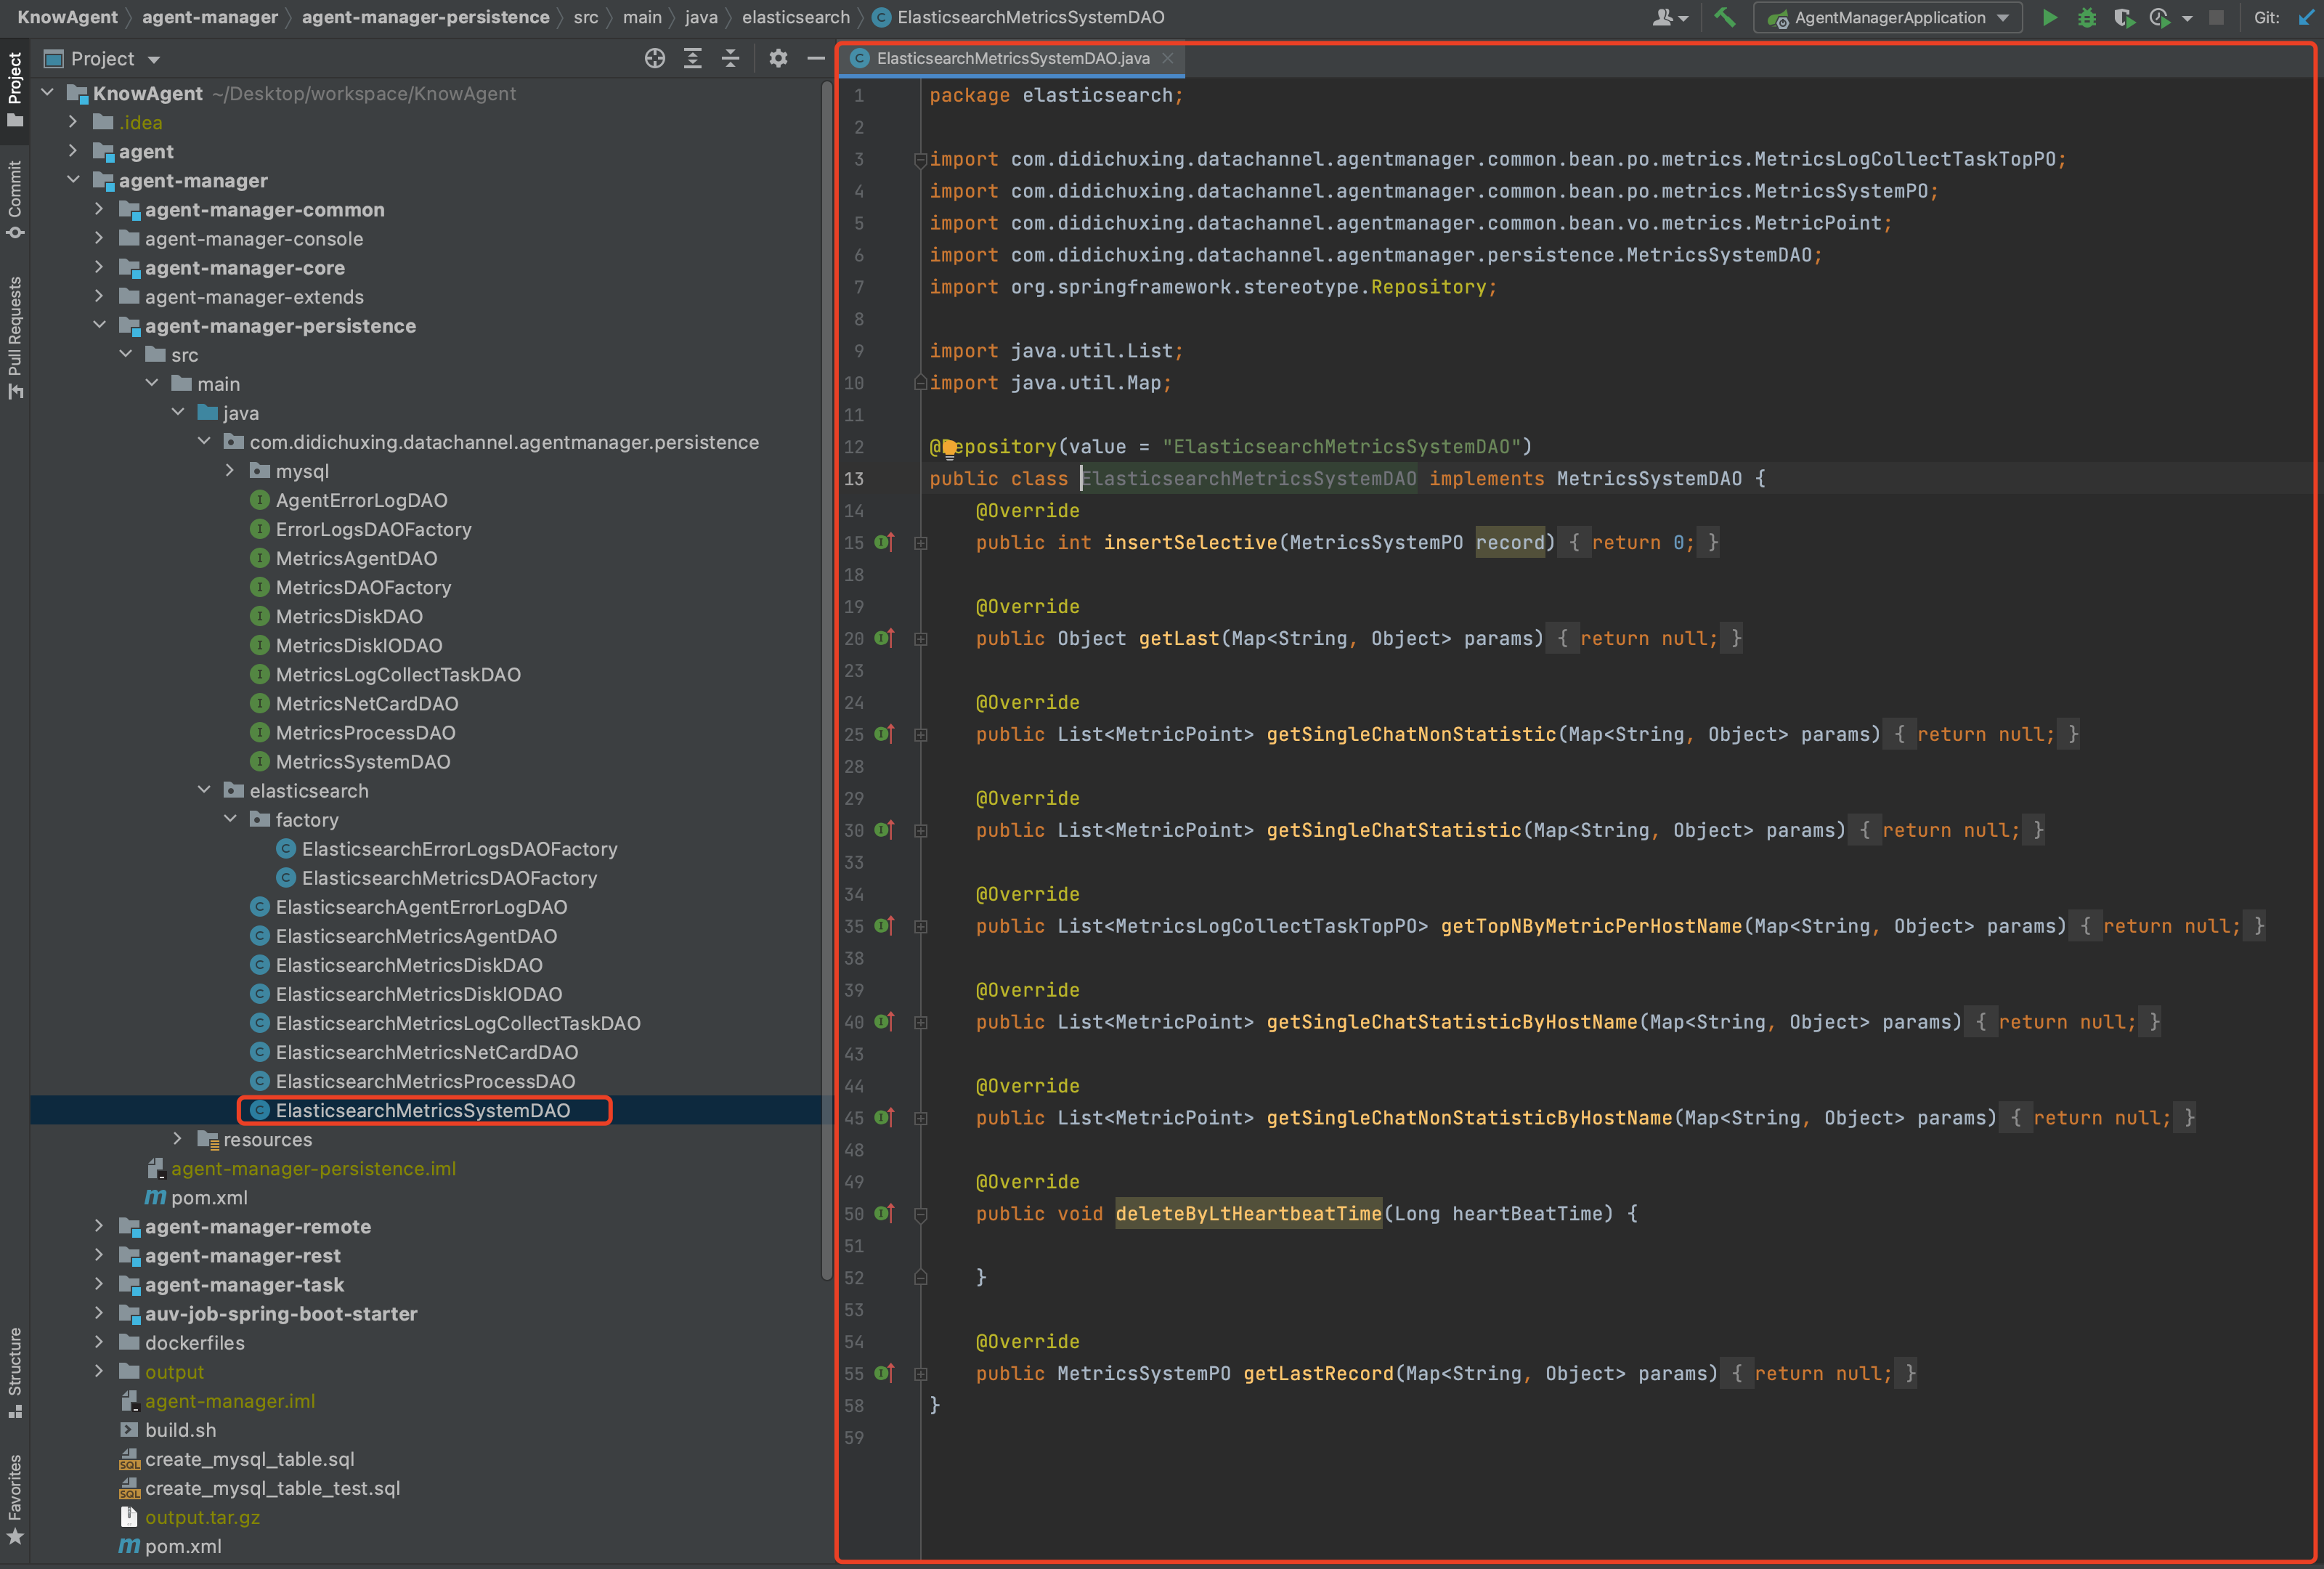 KnowAgent agent-manager agent-manager-persistence src main java elasticsearch ElasticsearchMetricsSystemDAO AgentManagerApplication Git:
Project
Commit
Pull Requests
Structure
Favorites
Project
KnowAgent ~/Desktop/workspace/KnowAgent
.idea
agent
agent-manager
agent-manager-common
agent-manager-console
agent-manager-core
agent-manager-extends
agent-manager-persistence
src
main
java
com.didichuxing.datachannel.agentmanager.persistence
mysql
AgentErrorLogDAO
ErrorLogsDAOFactory
MetricsAgentDAO
MetricsDAOFactory
MetricsDiskDAO
MetricsDiskIODAO
MetricsLogCollectTaskDAO
MetricsNetCardDAO
MetricsProcessDAO
MetricsSystemDAO
elasticsearch
factory
ElasticsearchErrorLogsDAOFactory
ElasticsearchMetricsDAOFactory
ElasticsearchAgentErrorLogDAO
ElasticsearchMetricsAgentDAO
ElasticsearchMetricsDiskDAO
ElasticsearchMetricsDiskIODAO
ElasticsearchMetricsLogCollectTaskDAO
ElasticsearchMetricsNetCardDAO
ElasticsearchMetricsProcessDAO
ElasticsearchMetricsSystemDAO
resources
agent-manager-persistence.iml
pom.xml
agent-manager-remote
agent-manager-rest
agent-manager-task
auv-job-spring-boot-starter
dockerfiles
output
agent-manager.iml
build.sh
create_mysql_table.sql
create_mysql_table_test.sql
output.tar.gz
pom.xml
ElasticsearchMetricsSystemDAO.java
1 package elasticsearch;
2
3 import com.didichuxing.datachannel.agentmanager.common.bean.po.metrics.MetricsLogCollectTaskTopPO;
4 import com.didichuxing.datachannel.agentmanager.common.bean.po.metrics.MetricsSystemPO;
5 import com.didichuxing.datachannel.agentmanager.common.bean.vo.metrics.MetricPoint;
6 import com.didichuxing.datachannel.agentmanager.persistence.MetricsSystemDAO;
7 import org.springframework.stereotype.Repository;
8
9 import java.util.List;
10 import java.util.Map;
11
12 @Repository(value = "ElasticsearchMetricsSystemDAO")
13 public class ElasticsearchMetricsSystemDAO implements MetricsSystemDAO {
14 @Override
15 public int insertSelective(MetricsSystemPO record) { return 0; }
18
19 @Override
20 public Object getLast(Map<String, Object> params) { return null; }
23
24 @Override
25 public List<MetricPoint> getSingleChatNonStatistic(Map<String, Object> params) { return null; }
28
29 @Override
30 public List<MetricPoint> getSingleChatStatistic(Map<String, Object> params) { return null; }
33
34 @Override
35 public List<MetricsLogCollectTaskTopPO> getTopNByMetricPerHostName(Map<String, Object> params) { return null; }
38
39 @Override
40 public List<MetricPoint> getSingleChatStatisticByHostName(Map<String, Object> params) { return null; }
43
44 @Override
45 public List<MetricPoint> getSingleChatNonStatisticByHostName(Map<String, Object> params) { return null; }
48
49 @Override
50 public void deleteByLtHeartbeatTime(Long heartBeatTime) {
51
52 }
53
54 @Override
55 public MetricsSystemPO getLastRecord(Map<String, Object> params) { return null; }
58 }
59